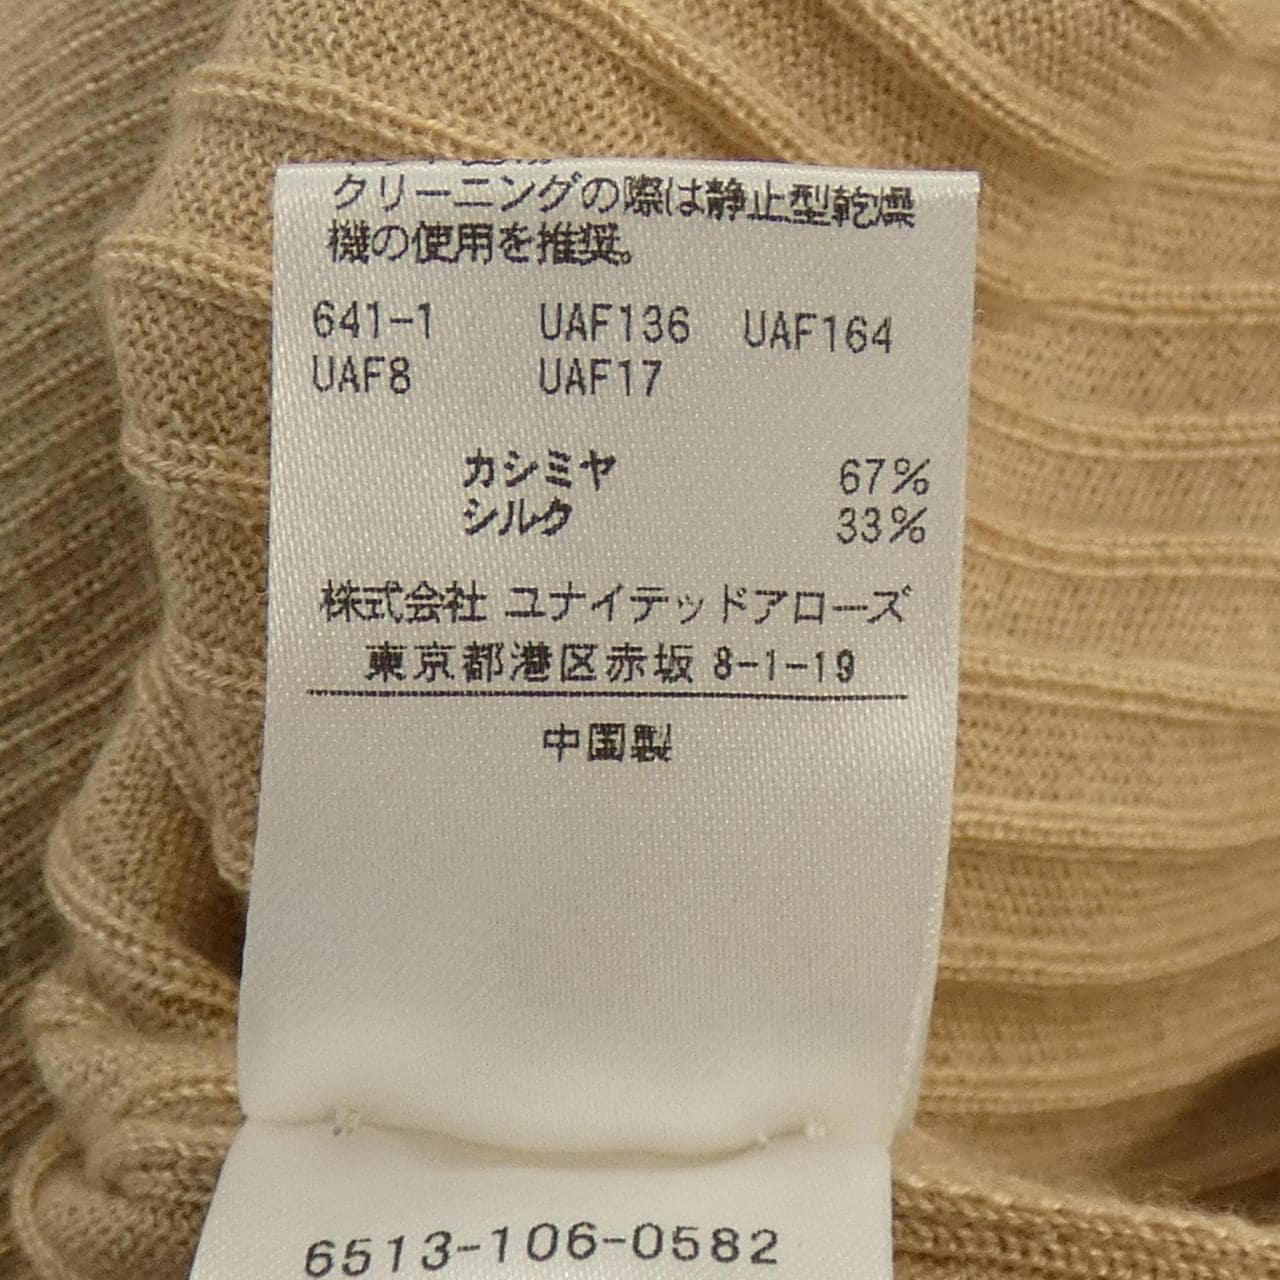 クリーニングの際は静止型乾燥
機の使用を推奨。
641-1 UAF136 UAF164
UAF8 UAF17
カシミヤ 67%
シルク 33%
株式会社 ユナイテッドアローズ
東京都港区赤坂 8-1-19
中国製
6513-106-0582